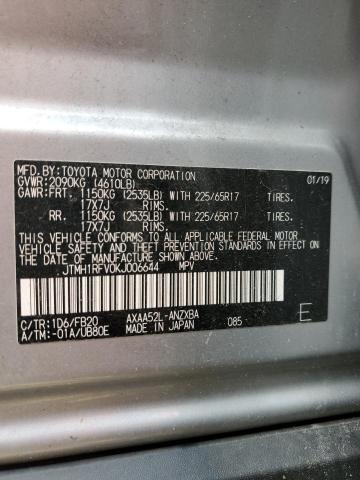 MFD.BY:TOYOTA MOTOR CORPORATION 01/19
GVWR:2090KG (4610LB)
GAWR:FRT. 1150KG (2535LB) WITH 225/65R17 TIRES.
17X7J RIMS.
RR. 1150KG (2535LB) WITH 225/65R17 TIRES.
17X7J RIMS.
THIS VEHICLE CONFORMS TO ALL APPLICABLE FEDERAL MOTOR
VEHICLE SAFETY AND THEFT PREVENTION STANDARDS IN EFFECT ON
THE DATE OF MANUFACTURE SHOWN ABOVE.
JTMH1RFV0KJ006644 MPV
C/TR:1D6/FB20 AXAA52L-ANZXBA 085
A/TM:-01A/UB80E MADE IN JAPAN
E